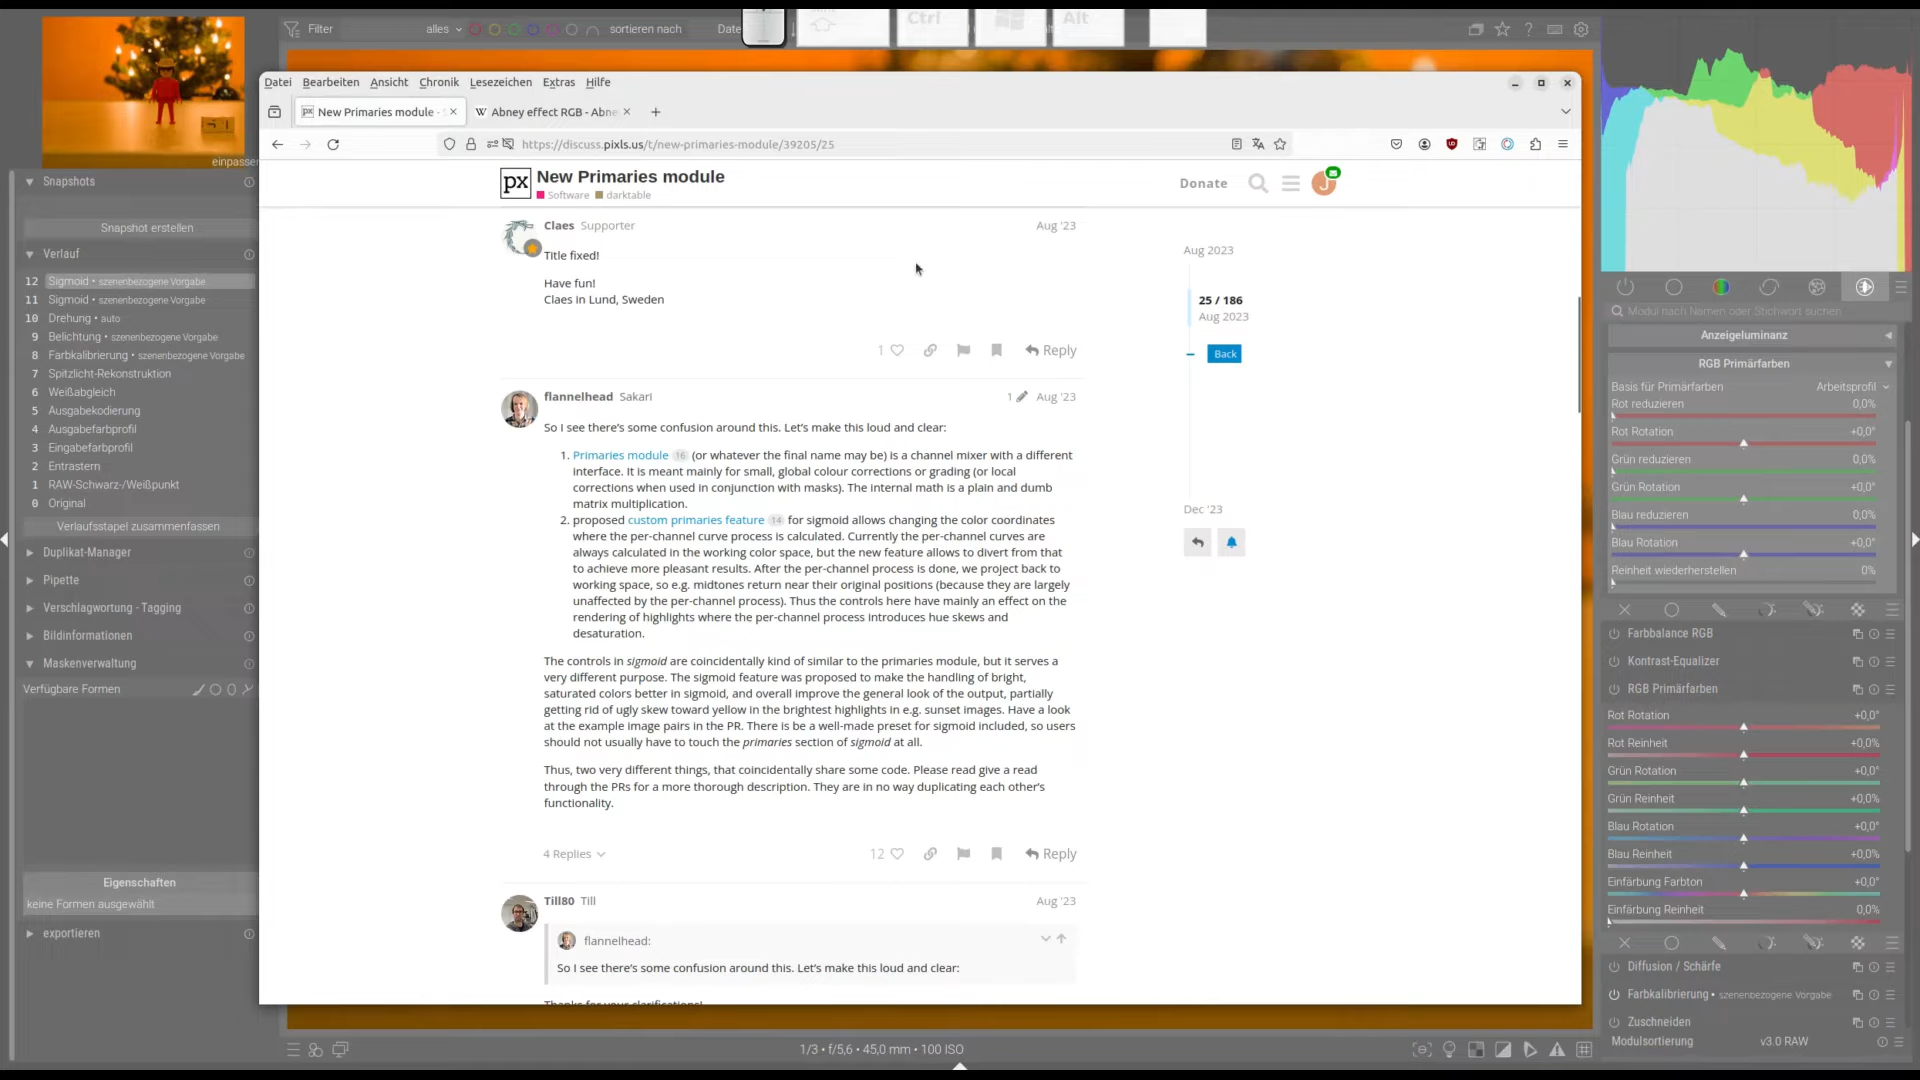 Filter
alles
sortieren nach
Date
Ctrl
Alt
einpassen
Snapshots
Snapshot erstellen
Verlauf
12 Sigmoid • szenenbezogene Vorgabe
11 Sigmoid • szenenbezogene Vorgabe
10 Drehung • auto
9 Belichtung • szenenbezogene Vorgabe
8 Farbkalibrierung • szenenbezogene Vorgabe
7 Spitzlicht-Rekonstruktion
6 Weißabgleich
5 Ausgabekodierung
4 Ausgabefarbprofil
3 Eingabefarbprofil
2 Entrastern
1 RAW-Schwarz-/Weißpunkt
0 Original
Verlaufsstapel zusammenfassen
Duplikat-Manager
Pipette
Verschlagwortung - Tagging
Bildinformationen
Maskenverwaltung
Verfügbare Formen
Eigenschaften
keine Formen ausgewählt
exportieren
Datei Bearbeiten Ansicht Chronik Lesezeichen Extras Hilfe
New Primaries module -
Abney effect RGB - Abne
https://discuss.pixls.us/t/new-primaries-module/39205/25
px New Primaries module
Software darktable
Donate
J
Claes Supporter Aug '23
Title fixed!
Have fun!
Claes in Lund, Sweden
1 Reply
flannelhead Sakari 1 Aug '23
So I see there's some confusion around this. Let's make this loud and clear:
1. Primaries module 16 (or whatever the final name may be) is a channel mixer with a different
interface. It is meant mainly for small, global colour corrections or grading (or local
corrections when used in conjunction with masks). The internal math is a plain and dumb
matrix multiplication.
2. proposed custom primaries feature 14 for sigmoid allows changing the color coordinates
where the per-channel curve process is calculated. Currently the per-channel curves are
always calculated in the working color space, but the new feature allows to divert from that
to achieve more pleasant results. After the per-channel process is done, we project back to
working space, so e.g. midtones return near their original positions (because they are largely
unaffected by the per-channel process). Thus the controls here have mainly an effect on the
rendering of highlights where the per-channel process introduces hue skews and
desaturation.
The controls in sigmoid are coincidentally kind of similar to the primaries module, but it serves a
very different purpose. The sigmoid feature was proposed to make the handling of bright,
saturated colors better in sigmoid, and overall improve the general look of the output, partially
getting rid of ugly skew toward yellow in the brightest highlights in e.g. sunset images. Have a look
at the example image pairs in the PR. There is be a well-made preset for sigmoid included, so users
should not usually have to touch the primaries section of sigmoid at all.
Thus, two very different things, that coincidentally share some code. Please read give a read
through the PRs for a more thorough description. They are in no way duplicating each other's
functionality.
4 Replies 12 Reply
Till80 Till Aug '23
flannelhead:
So I see there's some confusion around this. Let's make this loud and clear:
Thanks for your clarifications!
Aug 2023
25 / 186
Aug 2023
Back
Dec '23
1/3 • f/5,6 • 45,0 mm • 100 ISO
Modul nach Namen oder Stichwort suchen
Anzeigeluminanz
RGB Primärfarben
Basis für Primärfarben Arbeitsprofil
Rot reduzieren 0,0%
Rot Rotation +0,0°
Grün reduzieren 0,0%
Grün Rotation +0,0°
Blau reduzieren 0,0%
Blau Rotation +0,0°
Reinheit wiederherstellen 0%
Farbbalance RGB
Kontrast-Equalizer
RGB Primärfarben
Rot Rotation +0,0°
Rot Reinheit +0,0%
Grün Rotation +0,0°
Grün Reinheit +0,0%
Blau Rotation +0,0°
Blau Reinheit +0,0%
Einfärbung Farbton +0,0°
Einfärbung Reinheit 0,0%
Diffusion / Schärfe
Farbkalibrierung • szenenbezogene Vorgabe
Zuschneiden
Modulsortierung v3.0 RAW